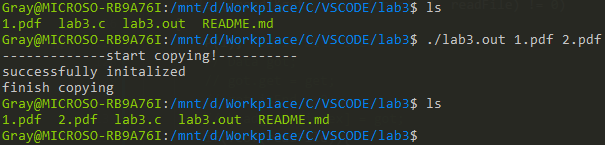 Gray@MICROSO-RB9A76I:/mnt/d/Workplace/C/VSCODE/lab3$ ls
1.pdf lab3.c lab3.out README.md
Gray@MICROSO-RB9A76I:/mnt/d/Workplace/C/VSCODE/lab3$ ./lab3.out 1.pdf 2.pdf
-------------start copying!----------
successfully initalized
finish copying
Gray@MICROSO-RB9A76I:/mnt/d/Workplace/C/VSCODE/lab3$ ls
1.pdf 2.pdf lab3.c lab3.out README.md
Gray@MICROSO-RB9A76I:/mnt/d/Workplace/C/VSCODE/lab3$